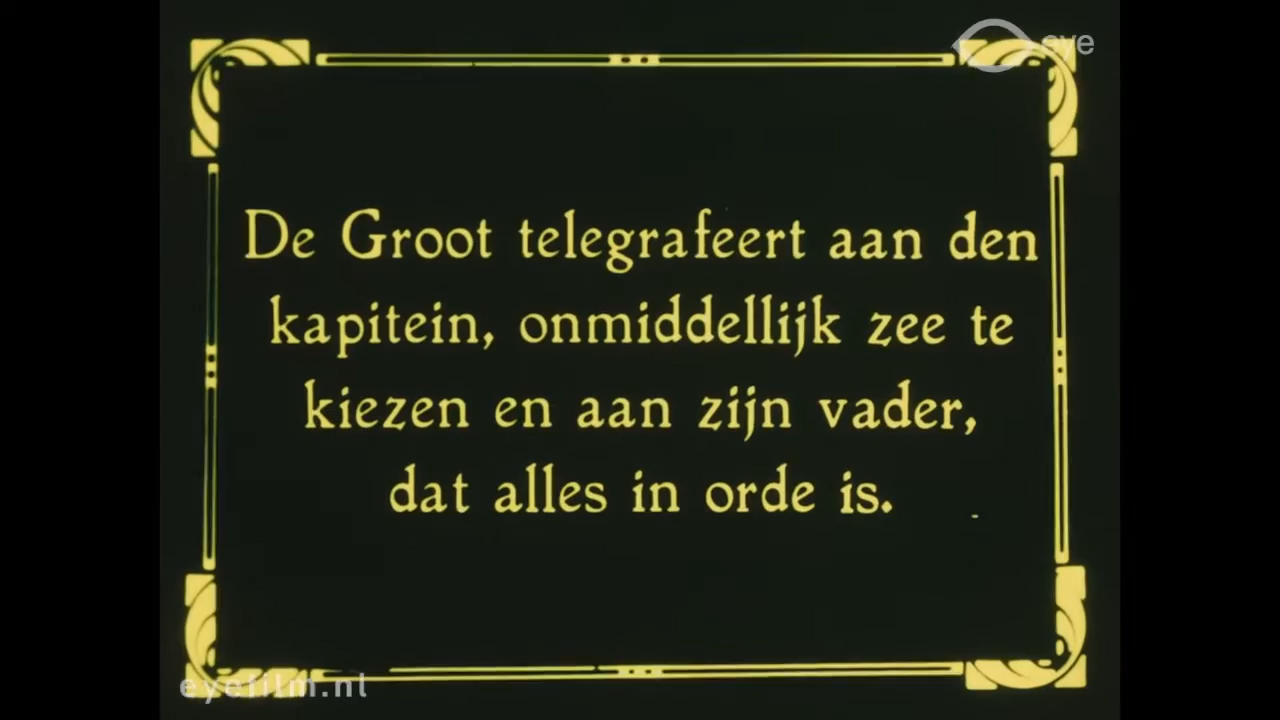 eye
De Groot telegrafeert aan den
kapitein, onmiddellijk zee te
kiezen en aan zijn vader,
dat alles in orde is.
eyefilm.nl